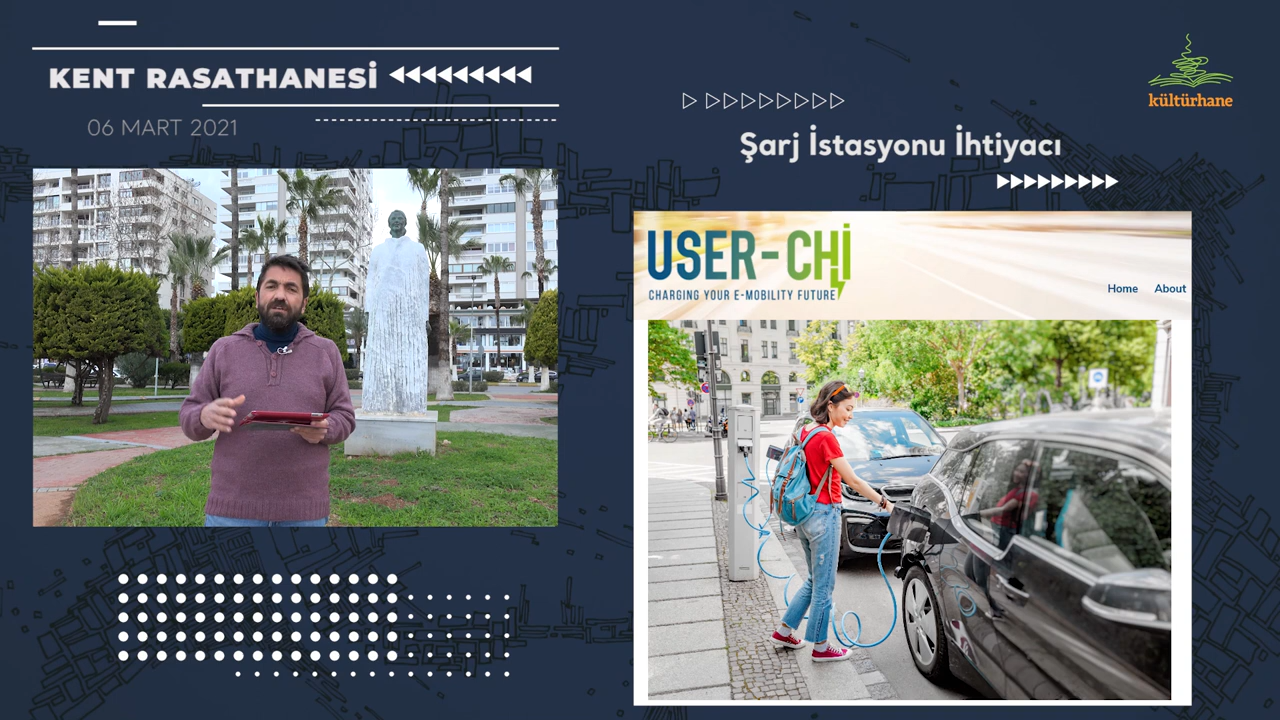 KENT RASATHANESİ
06 MART 2021
kültürhane
Şarj İstasyonu İhtiyacı
USER-CHİ
CHARGING YOUR E-MOBILITY FUTURE
Home About